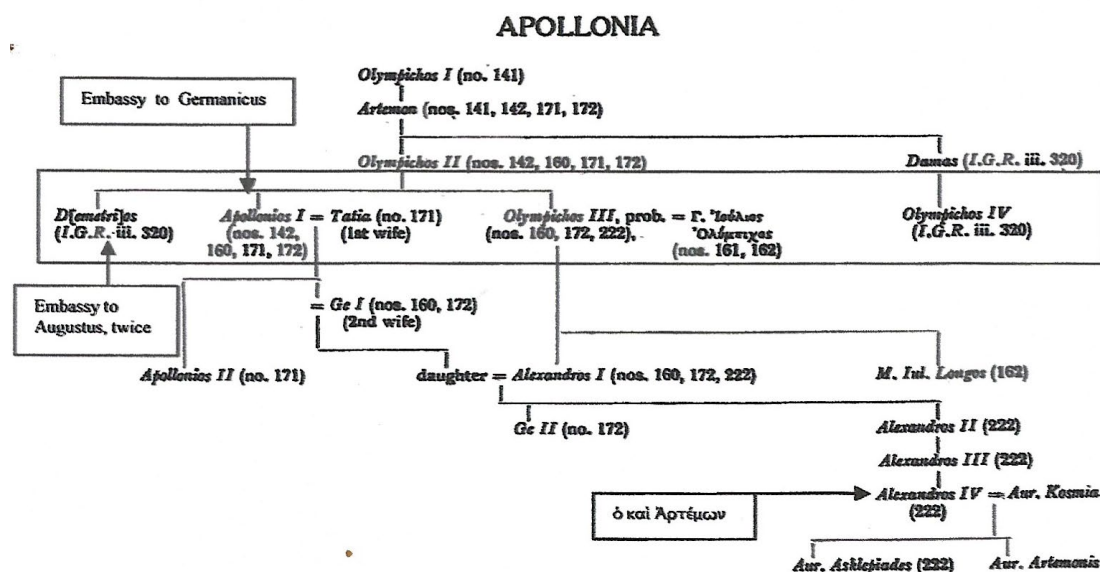 APOLLONIA
Olympichos I (no. 141)
Embassy to Germanicus
Artemon (nos. 141, 142, 171, 172)
Olympichos II (nos. 142, 160, 171, 172)
Damas (I.G.R. iii. 320)
D[emetri]os
(I.G.R. iii. 320)
Apollonios I = Tatia (no. 171)
(nos. 142,
160, 171, 172)
(1st wife)
Olympichos III, prob. = Γ. Ἰούλιος
(nos. 160, 172, 222),
Ὀλύμπιχος
(nos. 161, 162)
Olympichos IV
(I.G.R. iii. 320)
Embassy to
Augustus, twice
= Ge I (nos. 160, 172)
(2nd wife)
Apollonios II (no. 171)
daughter = Alexandros I (nos. 160, 172, 222)
M. Iul. Longos (162)
Ge II (no. 172)
Alexandros II (222)
Alexandros III (222)
ὁ καὶ Ἀρτέμων
Alexandros IV = Aur. Kosmia
(222)
Aur. Asklepiades (222)
Aur. Artemonis